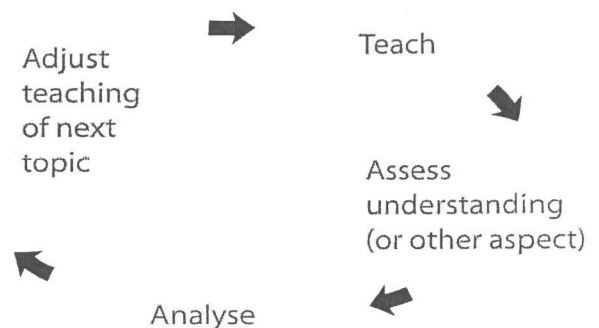 Teach
Assess
understanding
(or other aspect)
Analyse
Adjust
teaching
of next
topic